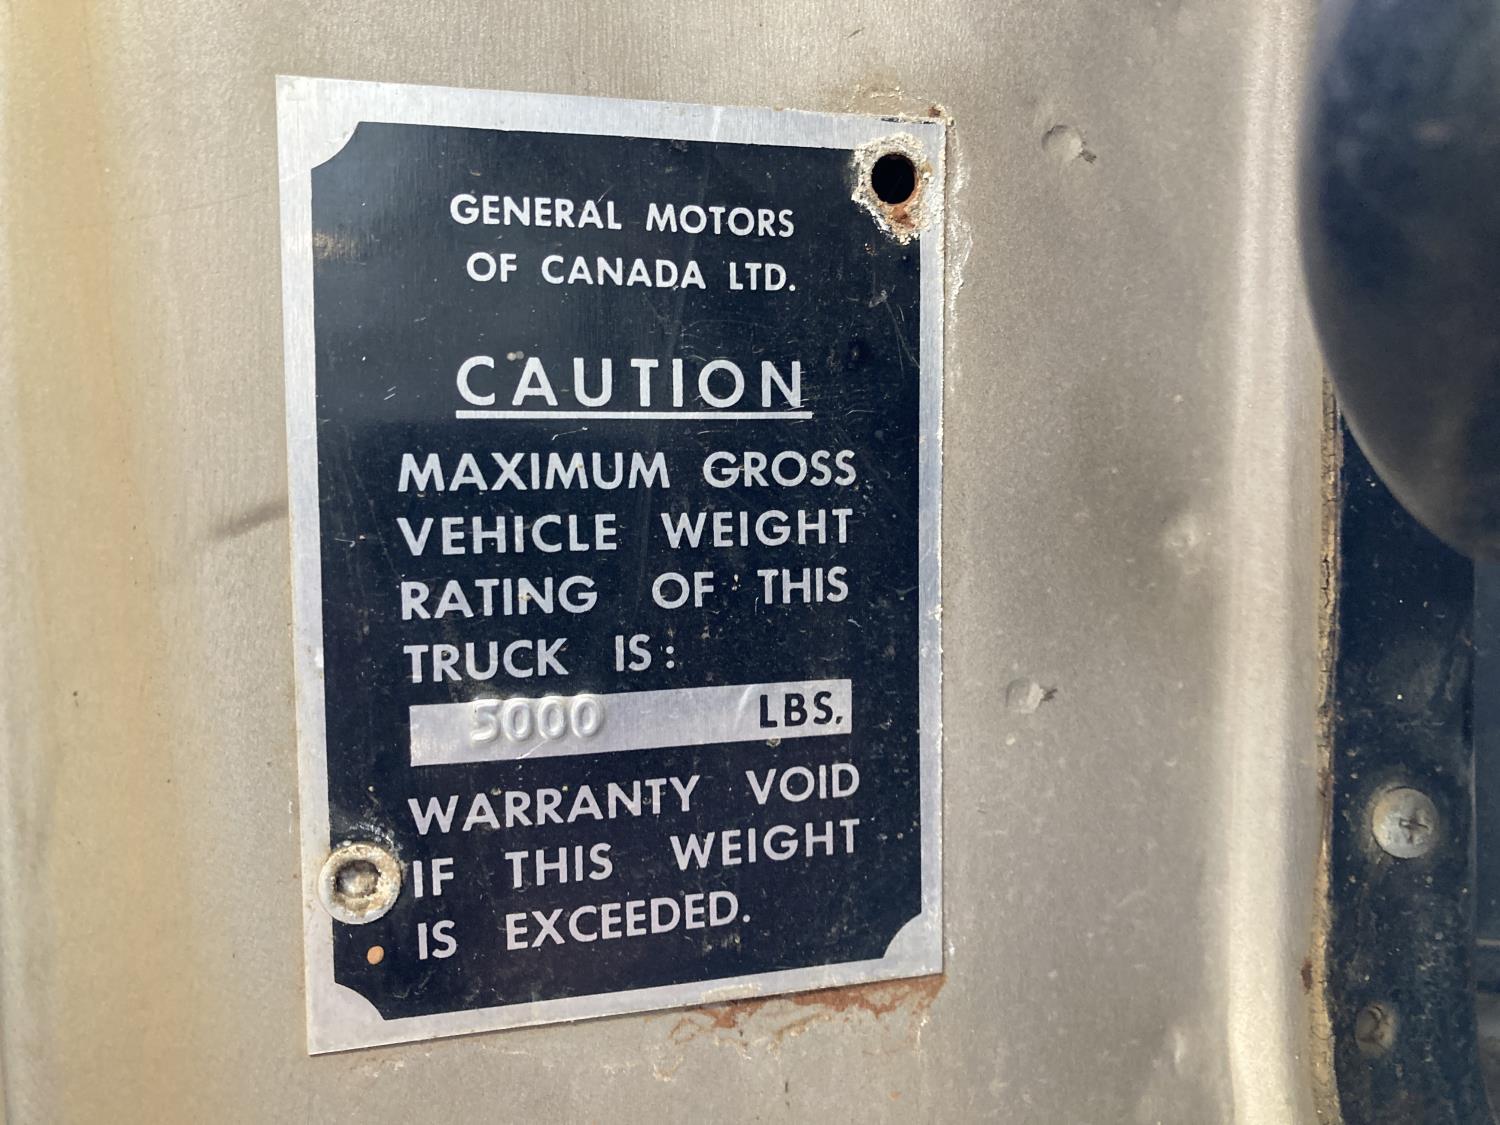 GENERAL MOTORS
OF CANADA LTD.
CAUTION
MAXIMUM GROSS
VEHICLE WEIGHT
RATING OF THIS
TRUCK IS:
5000 LBS.
WARRANTY VOID
IF THIS WEIGHT
IS EXCEEDED.